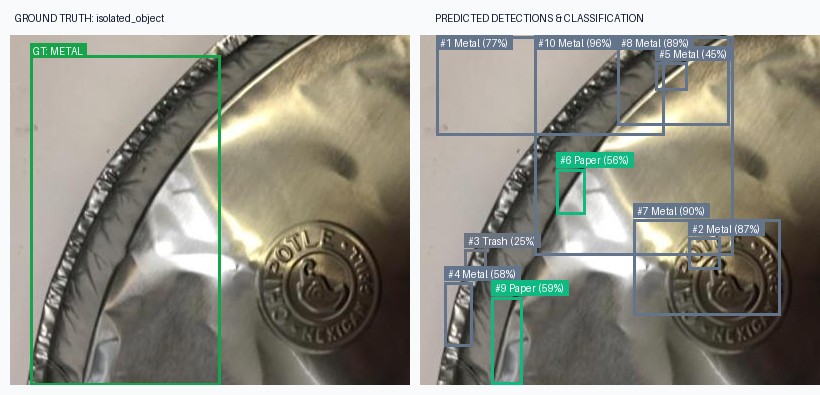 GROUND TRUTH: isolated_object
PREDICTED DETECTIONS & CLASSIFICATION
GT: METAL
#1 Metal (77%)
#10 Metal (96%)
#8 Metal (89%)
#5 Metal (45%)
#6 Paper (56%)
#7 Metal (90%)
#2 Metal (87%)
#3 Trash (25%)
#4 Metal (58%)
#9 Paper (59%)
CHIPOTLE
MEXICAN